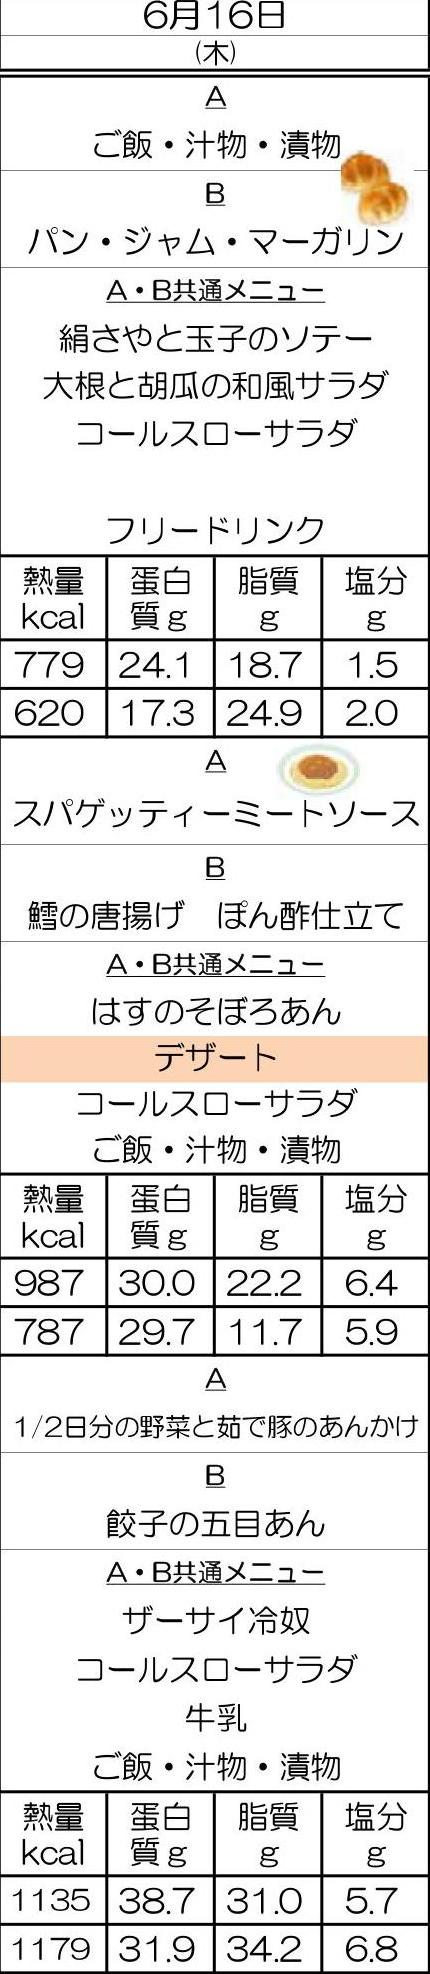 6月16日
(木)
A
ご飯・汁物・漬物
B
パン・ジャム・マーガリン
A・B共通メニュー
絹さやと玉子のソテー
大根と胡瓜の和風サラダ
コールスローサラダ
フリードリンク
熱量 蛋白 脂質 塩分
kcal 質g g g
779 24.1 18.7 1.5
620 17.3 24.9 2.0
A
スパゲッティーミートソース
B
鱈の唐揚げ ぽん酢仕立て
A・B共通メニュー
はすのそぼろあん
デザート
コールスローサラダ
ご飯・汁物・漬物
熱量 蛋白 脂質 塩分
kcal 質g g g
987 30.0 22.2 6.4
787 29.7 11.7 5.9
A
1/2日分の野菜と茹で豚のあんかけ
B
餃子の五目あん
A・B共通メニュー
ザーサイ冷奴
コールスローサラダ
牛乳
ご飯・汁物・漬物
熱量 蛋白 脂質 塩分
kcal 質g g g
1135 38.7 31.0 5.7
1179 31.9 34.2 6.8